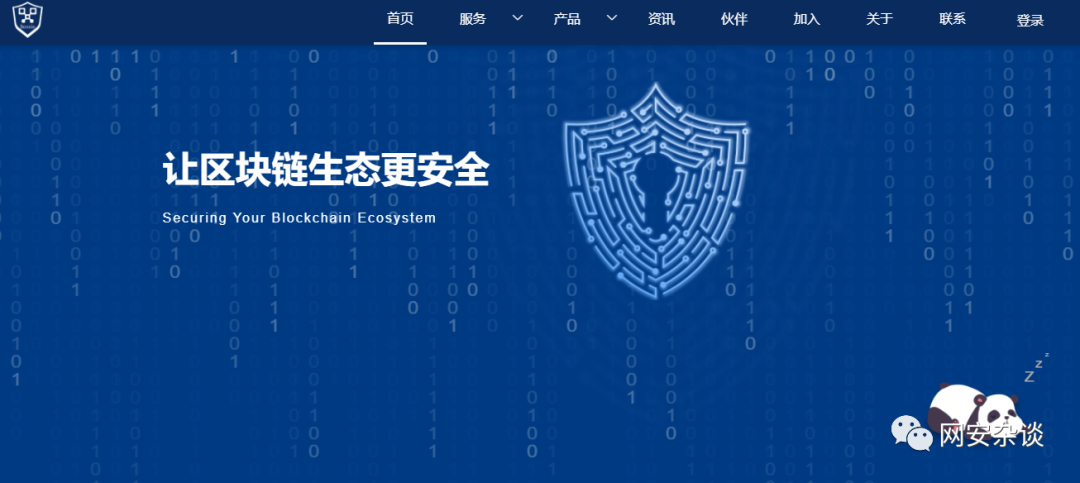 首页 服务 产品 资讯 伙伴 加入 关于 联系 登录
让区块链生态更安全
Securing Your Blockchain Ecosystem
z
z
Z
网安杂谈